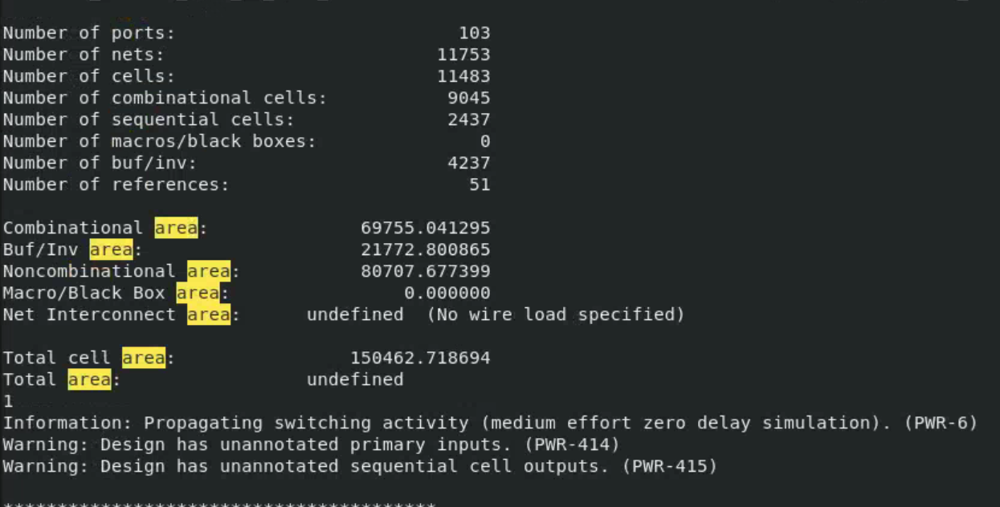 Number of ports: 103
Number of nets: 11753
Number of cells: 11483
Number of combinational cells: 9045
Number of sequential cells: 2437
Number of macros/black boxes: 0
Number of buf/inv: 4237
Number of references: 51
Combinational area: 69755.041295
Buf/Inv area: 21772.800865
Noncombinational area: 80707.677399
Macro/Black Box area: 0.000000
Net Interconnect area: undefined (No wire load specified)
Total cell area: 150462.718694
Total area: undefined
1
Information: Propagating switching activity (medium effort zero delay simulation). (PWR-6)
Warning: Design has unannotated primary inputs. (PWR-414)
Warning: Design has unannotated sequential cell outputs. (PWR-415)
****************************************